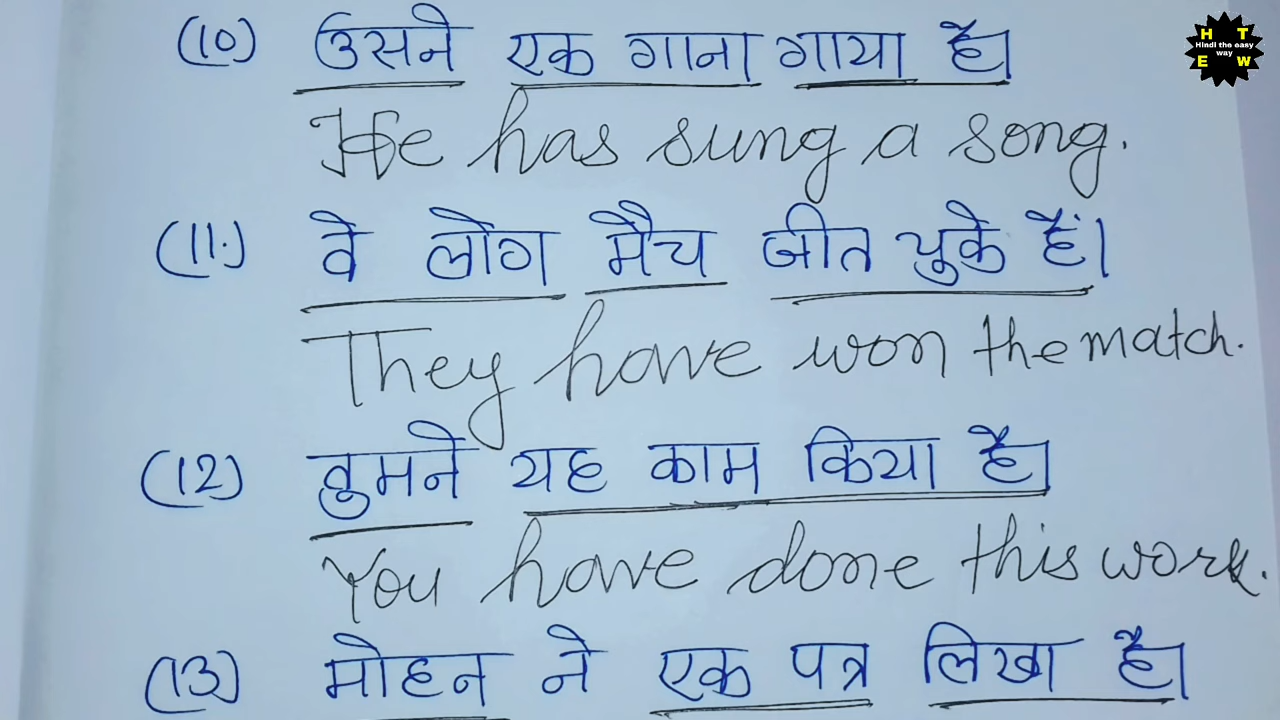 (10) उसने एक गाना गाया है।
He has sung a song.
(11.) वे लोग मैच जीत चुके हैं।
They have won the match.
(12) तुमने यह काम किया है।
You have done this work.
(13) मोहन ने एक पत्र लिखा है।
H T
Hindi the easy
way
E W